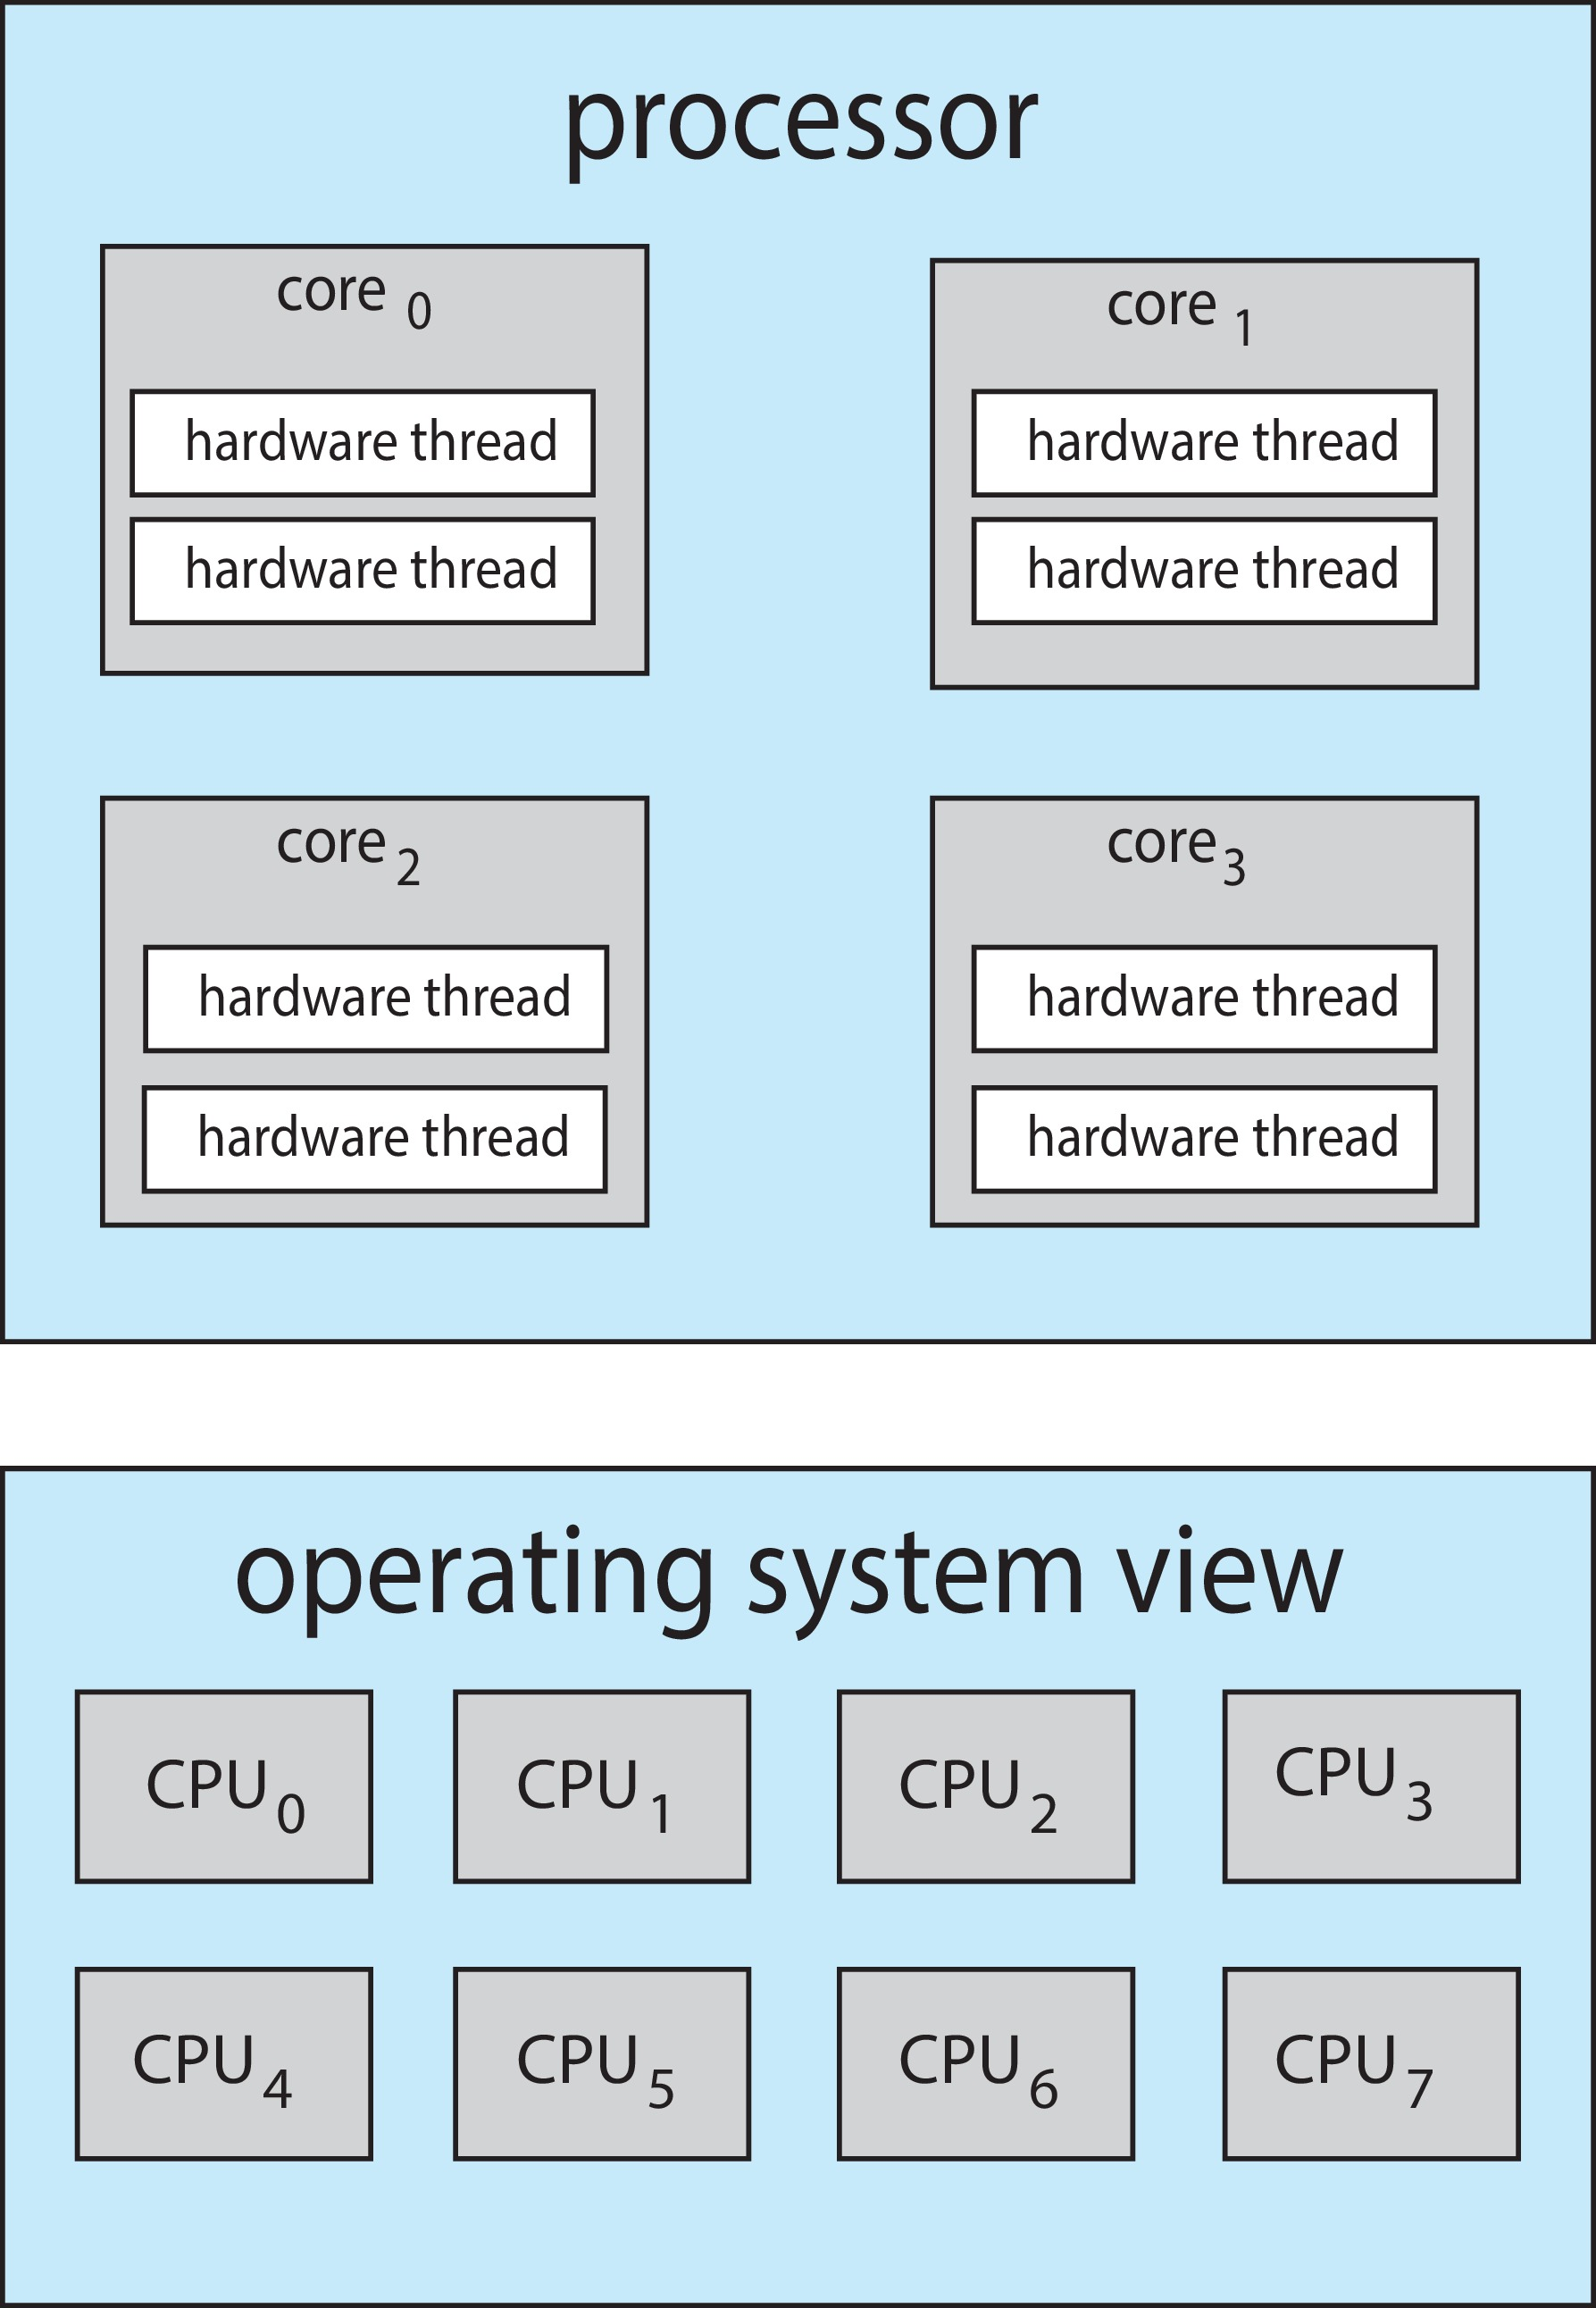 processor
core 0
hardware thread
hardware thread
core 1
hardware thread
hardware thread
core 2
hardware thread
hardware thread
core 3
hardware thread
hardware thread
operating system view
CPU 0
CPU 1
CPU 2
CPU 3
CPU 4
CPU 5
CPU 6
CPU 7